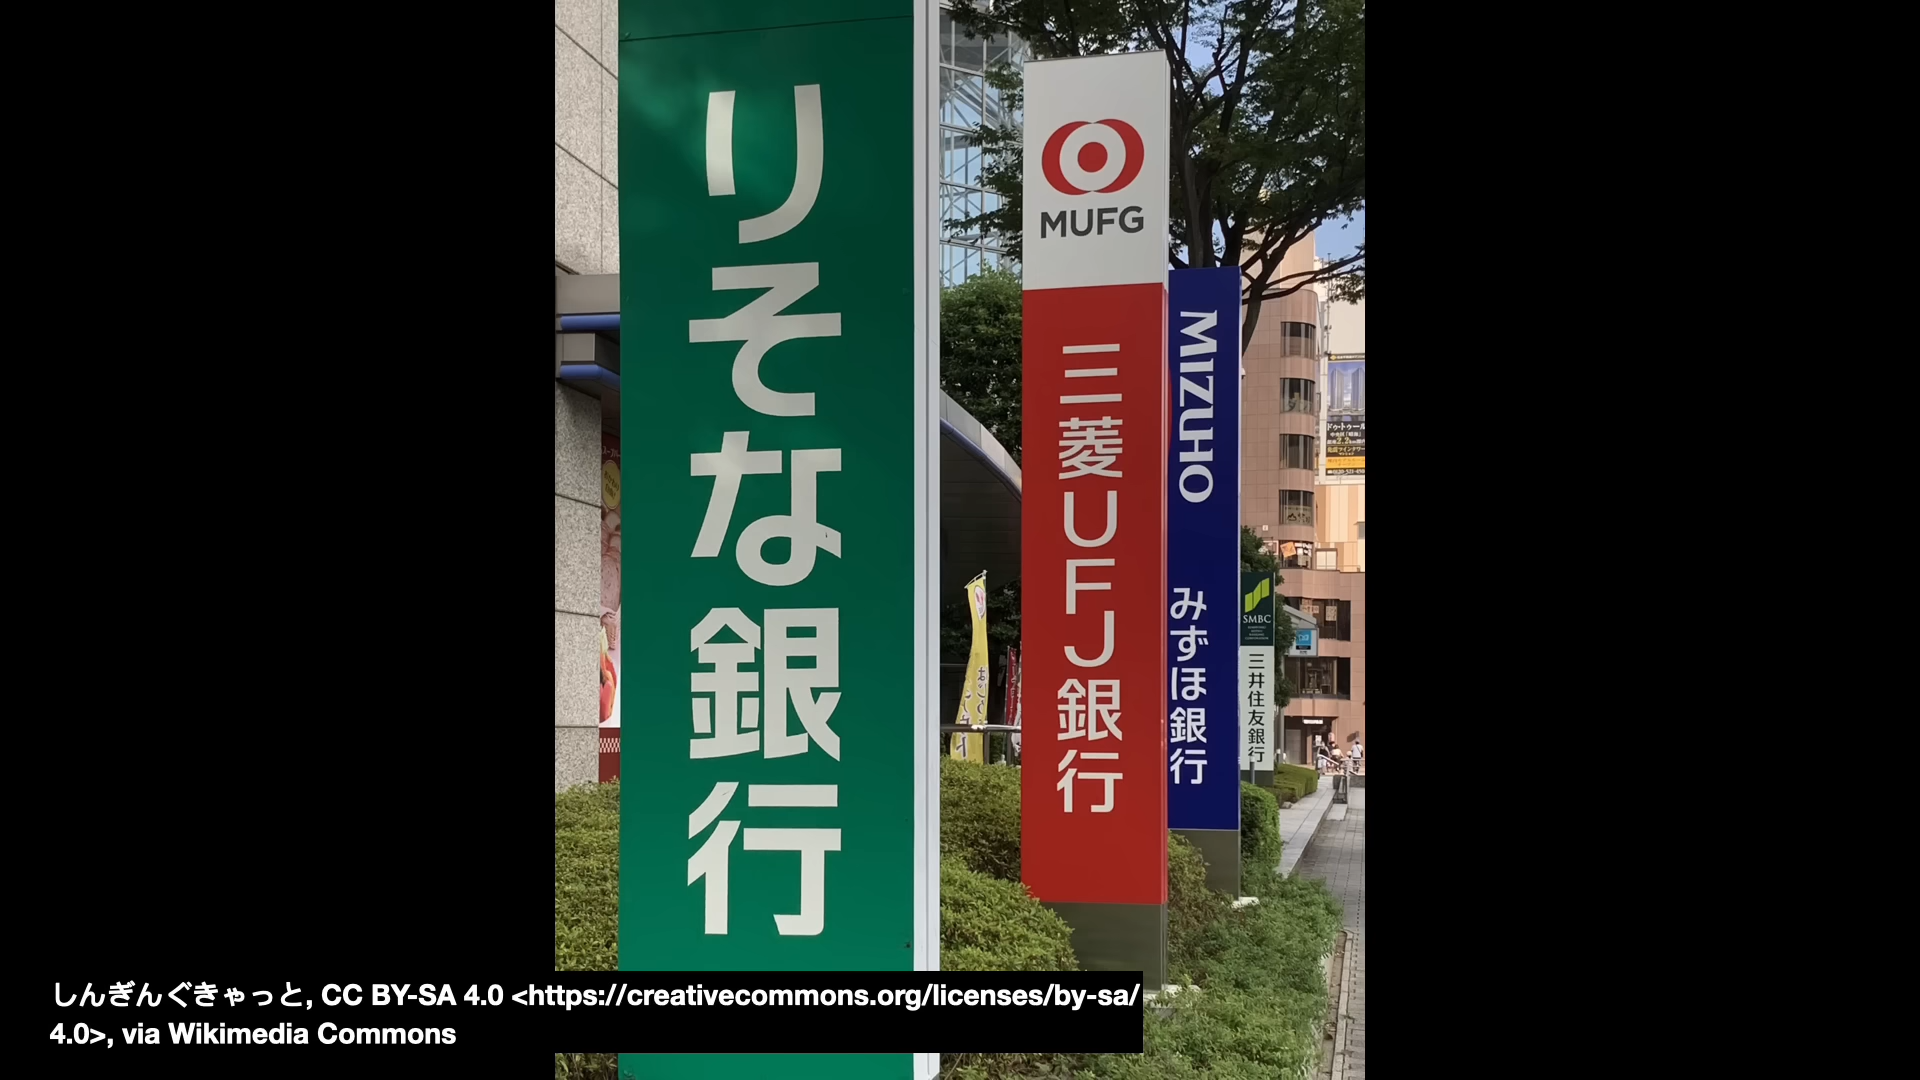 りそな銀行
MUFG
三菱UFJ銀行
MIZUHO
みずほ銀行
SMBC
三井住友銀行
しんぎんぐきゃっと, CC BY-SA 4.0 <https://creativecommons.org/licenses/by-sa/
4.0>, via Wikimedia Commons